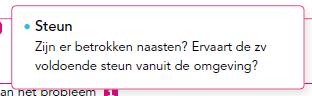 Steun
Zijn er betrokken naasten? Ervaart de zv
voldoende steun vanuit de omgeving?
an het probleem